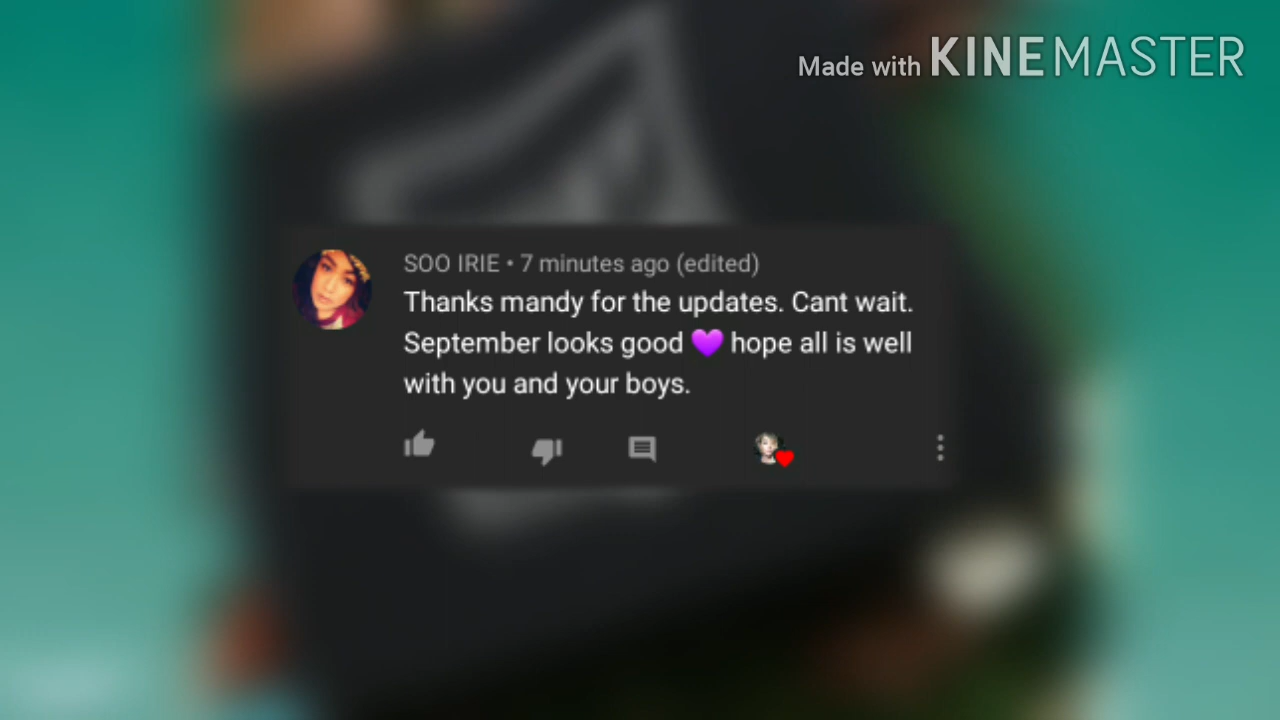 Made with KINEMASTER
SOO IRIE • 7 minutes ago (edited)
Thanks mandy for the updates. Cant wait.
September looks good 💜 hope all is well
with you and your boys.